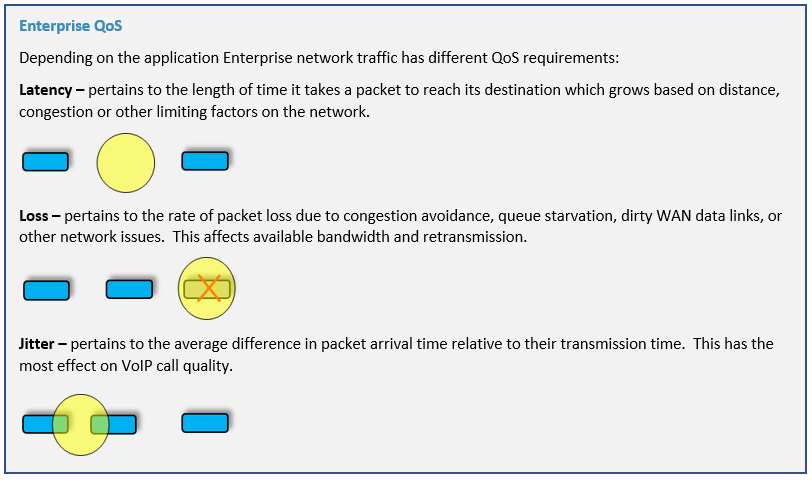 Enterprise QoS
Depending on the application Enterprise network traffic has different QoS requirements:
Latency – pertains to the length of time it takes a packet to reach its destination which grows based on distance,
congestion or other limiting factors on the network.
Loss – pertains to the rate of packet loss due to congestion avoidance, queue starvation, dirty WAN data links, or
other network issues.  This affects available bandwidth and retransmission.
Jitter – pertains to the average difference in packet arrival time relative to their transmission time.  This has the
most effect on VoIP call quality.